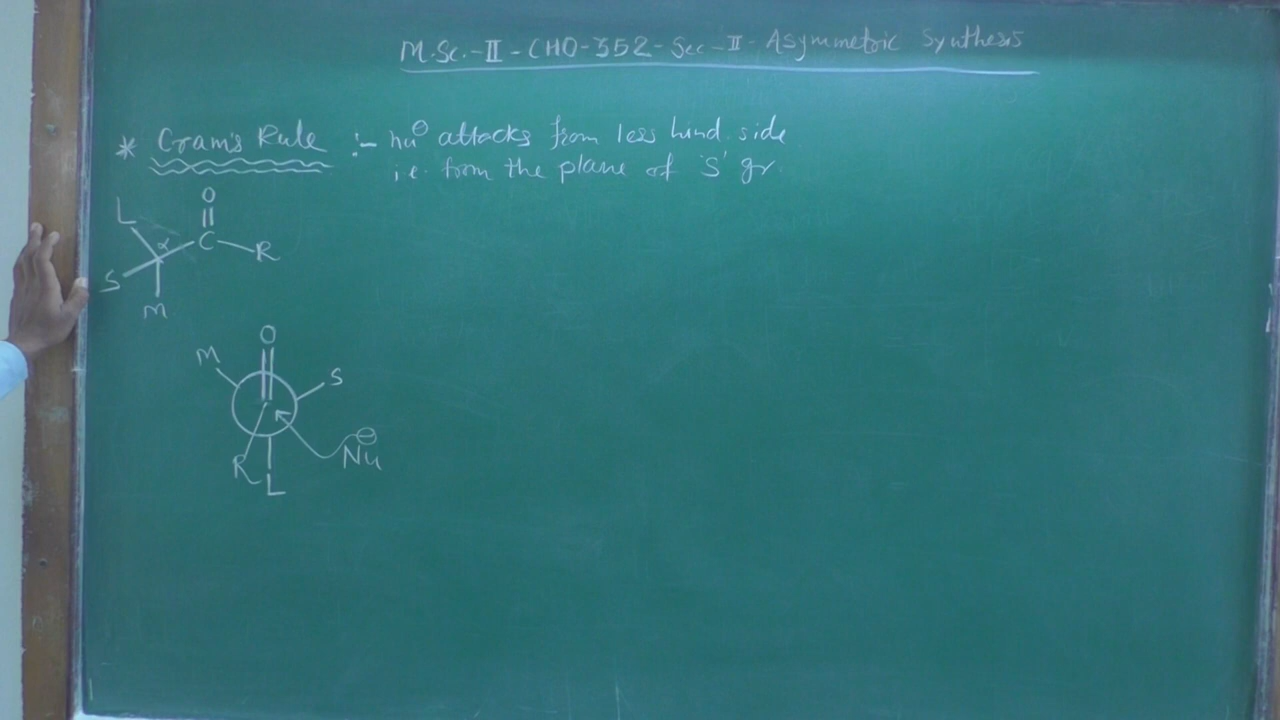 M.Sc.-II-CHO-352-Sec-II-Asymmetric Synthesis
* Cram's Rule :- nu⊖ attacks from less hind. side
i.e. from the plane of 'S' gr.
O
L
α C R
S
M
O
M S
R Nu⊖
L